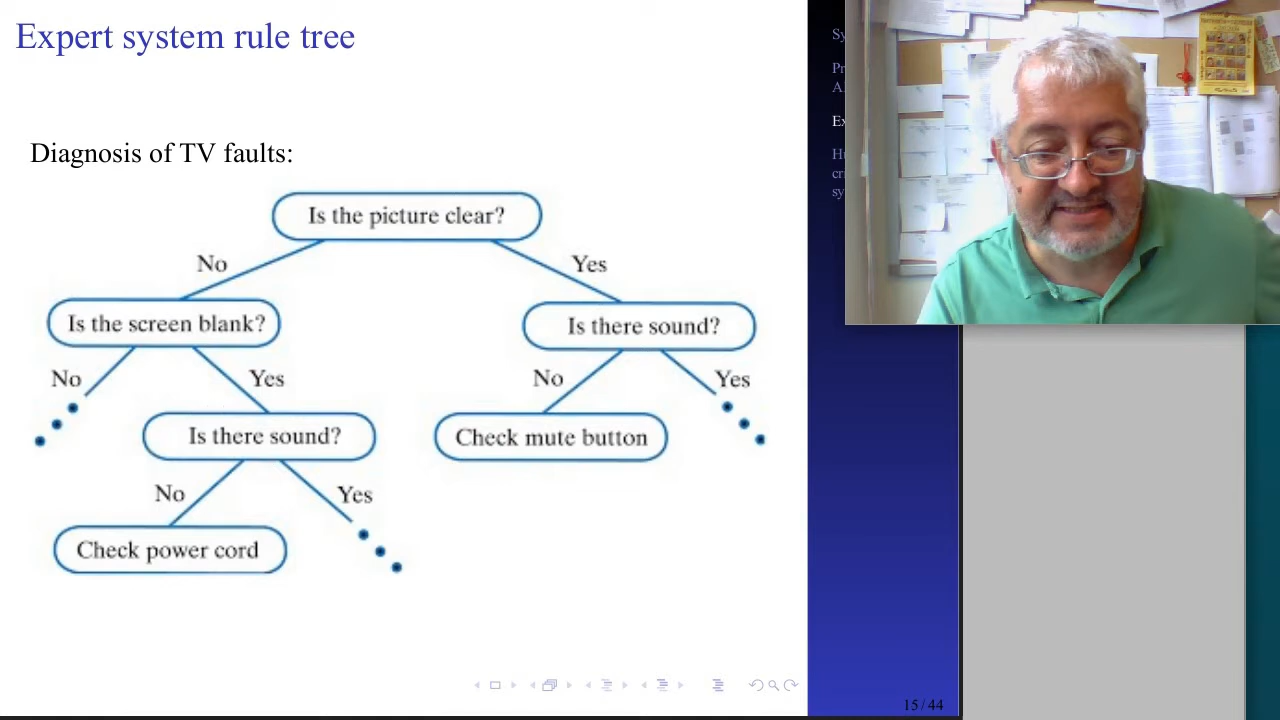 Expert system rule tree
Diagnosis of TV faults:
Is the picture clear?
No
Yes
Is the screen blank?
Is there sound?
No
Yes
No
Yes
Is there sound?
Check mute button
No
Yes
Check power cord
15 / 44